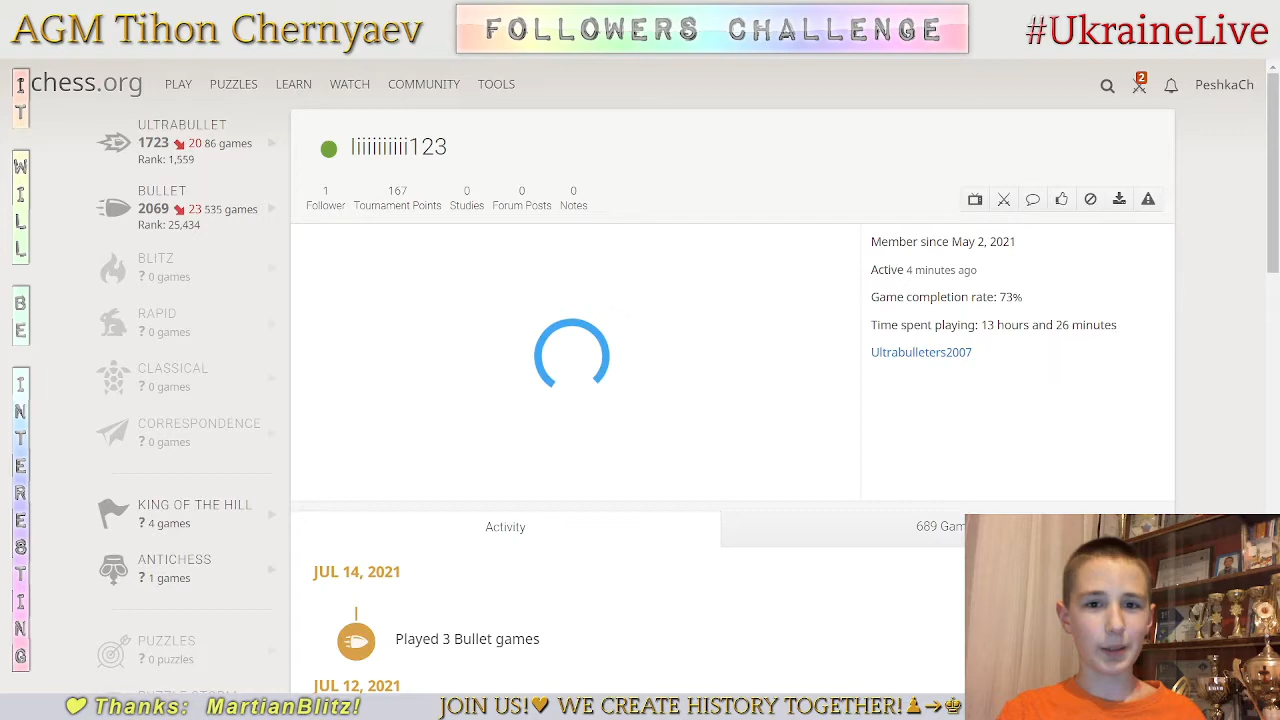 AGM Tihon Chernyaev
FOLLOWERS CHALLENGE
#UkraineLive
IT WILL BE INTERESTING
chess.org
PLAY PUZZLES LEARN WATCH COMMUNITY TOOLS
2
PeshkaCh
ULTRABULLET
1723 20 86 games
Rank: 1,559
BULLET
2069 23 535 games
Rank: 25,434
BLITZ
? 0 games
RAPID
? 0 games
CLASSICAL
? 0 games
CORRESPONDENCE
? 0 games
KING OF THE HILL
? 4 games
ANTICHESS
? 1 games
PUZZLES
? 0 puzzles
liiiiiiiiii123
1 Follower
167 Tournament Points
0 Studies
0 Forum Posts
0 Notes
Member since May 2, 2021
Active 4 minutes ago
Game completion rate: 73%
Time spent playing: 13 hours and 26 minutes
Ultrabulleters2007
Activity
689 Gam
JUL 14, 2021
Played 3 Bullet games
JUL 12, 2021
Thanks: MartianBlitz!
JOIN US! WE CREATE HISTORY TOGETHER!